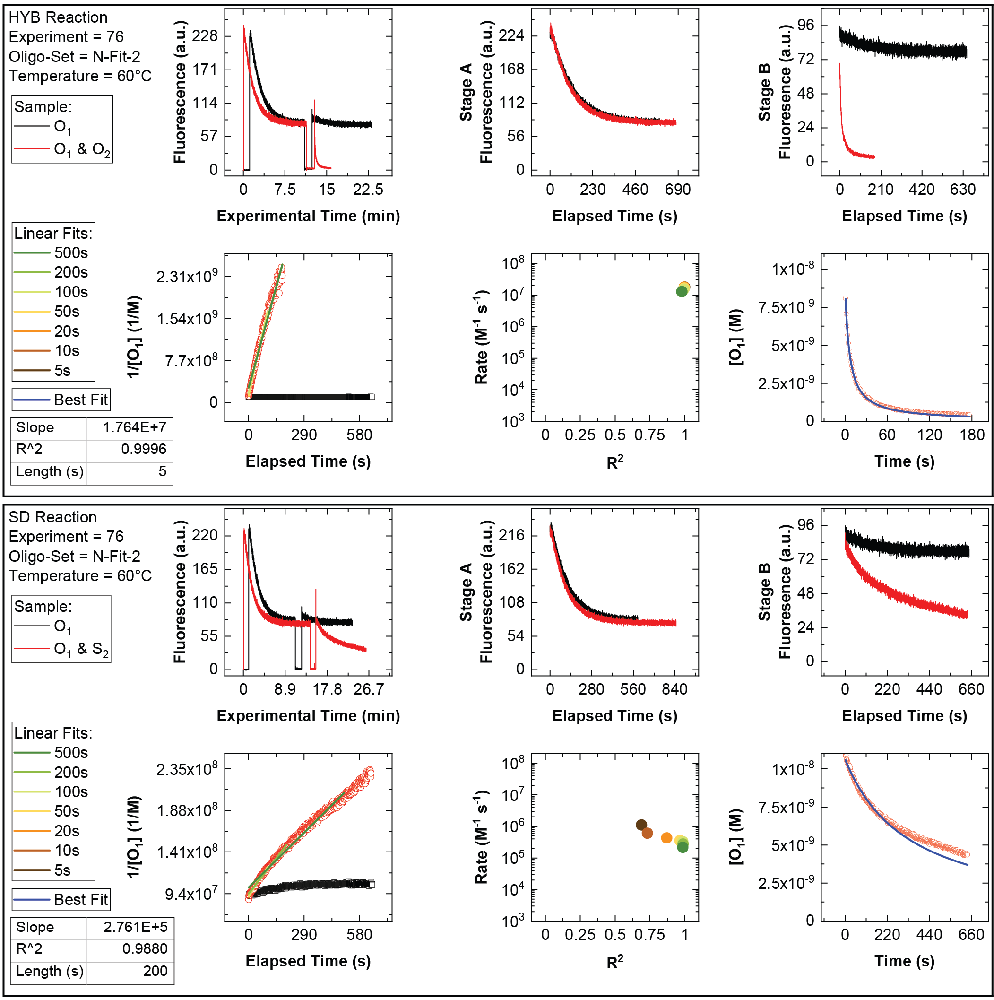 HYB Reaction
Experiment = 76
Oligo-Set = N-Fit-2
Temperature = 60°C
Sample:
O1
O1 & O2
Fluorescence (a.u.)
228
171
114
57
0
0 7.5 15 22.5
Experimental Time (min)
Stage A
Fluorescence (a.u.)
224
168
112
56
0
0 230 460 690
Elapsed Time (s)
Stage B
Fluoresence (a.u.)
96
72
48
24
0
0 210 420 630
Elapsed Time (s)
Linear Fits:
500s
200s
100s
50s
20s
10s
5s
Best Fit
Slope 1.764E+7
R^2 0.9996
Length (s) 5
1/[O1] (1/M)
2.31x10^9
1.54x10^9
7.7x10^8
0
0 290 580
Elapsed Time (s)
Rate (M^-1 s^-1)
10^8
10^7
10^6
10^5
10^4
10^3
0 0.25 0.5 0.75 1
R^2
[O1] (M)
1x10^-8
7.5x10^-9
5x10^-9
2.5x10^-9
0
0 60 120 180
Time (s)
SD Reaction
Experiment = 76
Oligo-Set = N-Fit-2
Temperature = 60°C
Sample:
O1
O1 & S2
Fluorescence (a.u.)
220
165
110
55
0
0 8.9 17.8 26.7
Experimental Time (min)
Stage A
Fluorescence (a.u.)
216
162
108
54
0
0 280 560 840
Elapsed Time (s)
Stage B
Fluoresence (a.u.)
96
72
48
24
0
0 220 440 660
Elapsed Time (s)
Linear Fits:
500s
200s
100s
50s
20s
10s
5s
Best Fit
Slope 2.761E+5
R^2 0.9880
Length (s) 200
1/[O1] (1/M)
2.35x10^8
1.88x10^8
1.41x10^8
9.4x10^7
0 290 580
Elapsed Time (s)
Rate (M^-1 s^-1)
10^8
10^7
10^6
10^5
10^4
10^3
0 0.25 0.5 0.75 1
R^2
[O1] (M)
1x10^-8
7.5x10^-9
5x10^-9
2.5x10^-9
0
0 220 440 660
Time (s)